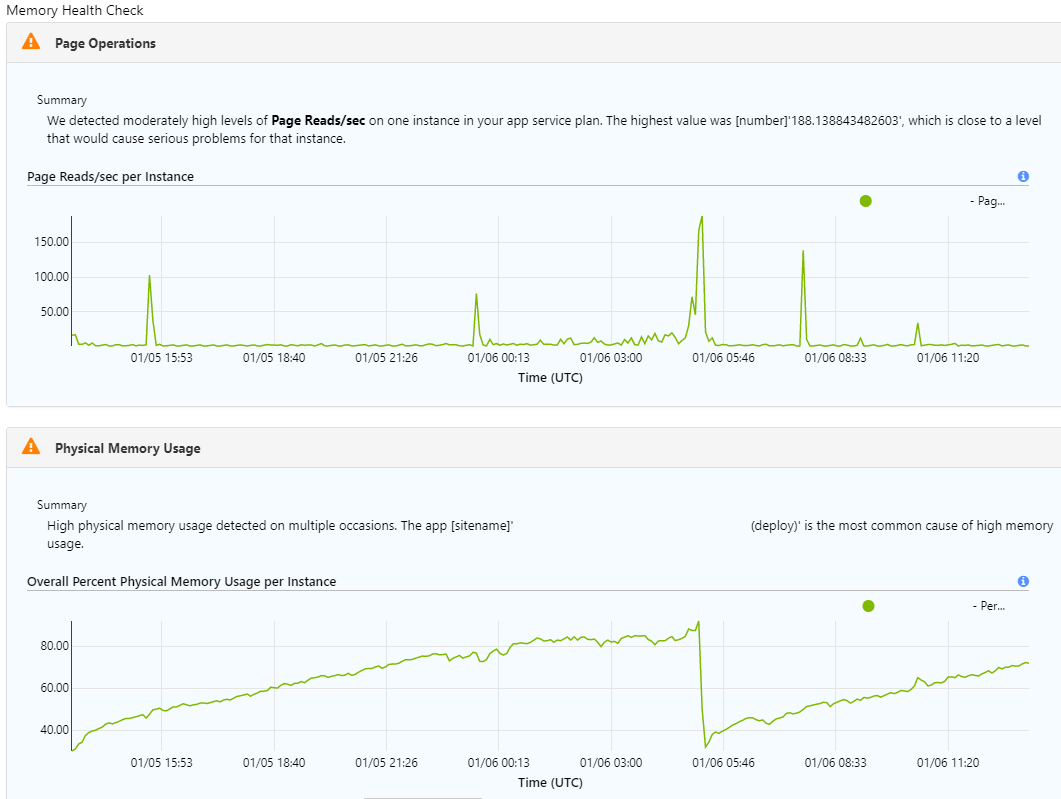 Memory Health Check
Page Operations
Summary
We detected moderately high levels of Page Reads/sec on one instance in your app service plan. The highest value was [number]'188.138843482603', which is close to a level
that would cause serious problems for that instance.
Page Reads/sec per Instance
- Pag...
150.00
100.00
50.00
01/05 15:53 01/05 18:40 01/05 21:26 01/06 00:13 01/06 03:00 01/06 05:46 01/06 08:33 01/06 11:20
Time (UTC)
Physical Memory Usage
Summary
High physical memory usage detected on multiple occasions. The app [sitename]' (deploy)' is the most common cause of high memory
usage.
Overall Percent Physical Memory Usage per Instance
- Per...
80.00
60.00
40.00
01/05 15:53 01/05 18:40 01/05 21:26 01/06 00:13 01/06 03:00 01/06 05:46 01/06 08:33 01/06 11:20
Time (UTC)